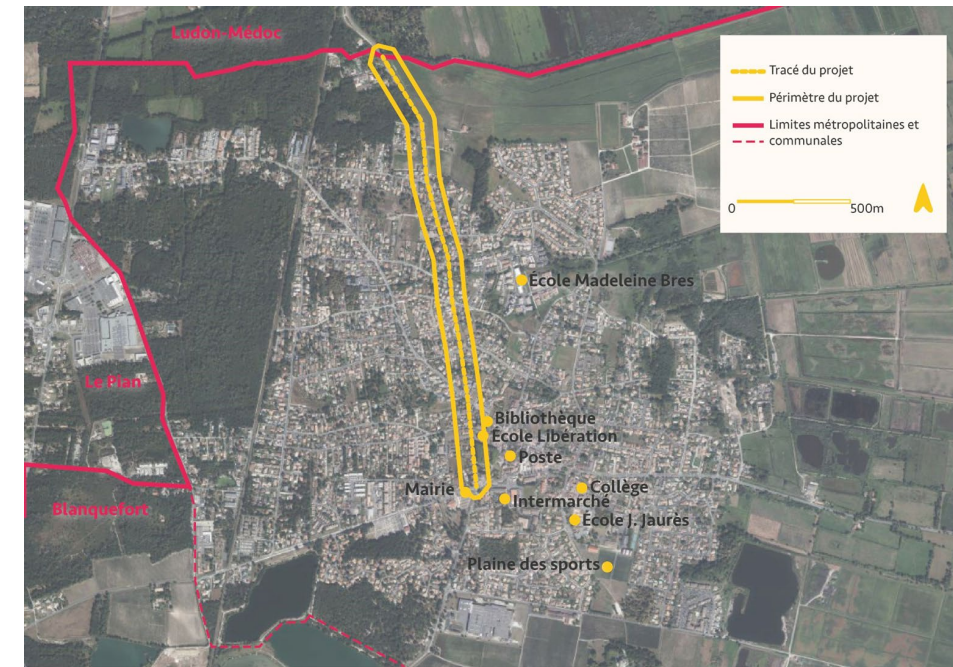 Ludon-Médoc
Tracé du projet
Périmètre du projet
Limites métropolitaines et
communales
0 500m
École Madeleine Bres
Le Pian
Bibliothèque
École Libération
Poste
Mairie
Collège
Intermarché
Blanquefort
École J. Jaurès
Plaine des sports